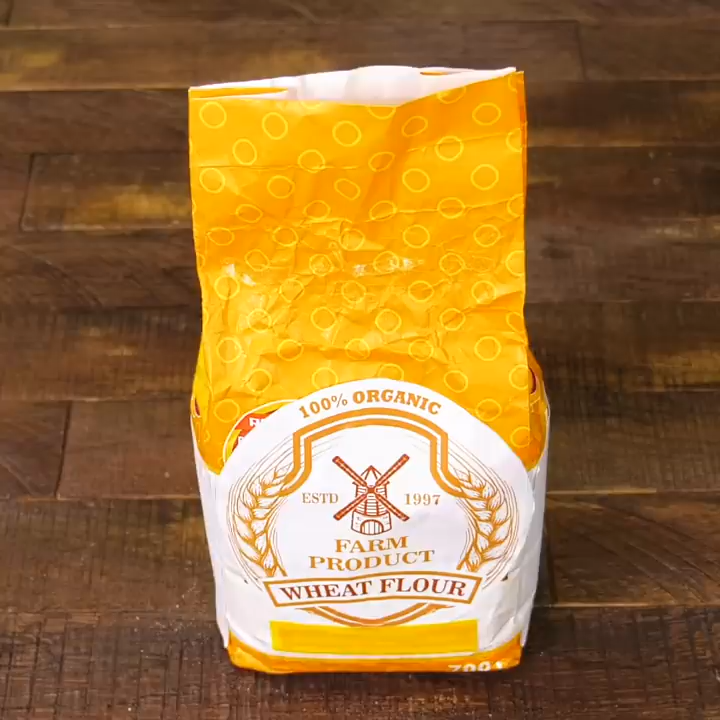 100% ORGANIC
ESTD 1997
FARM
PRODUCT
WHEAT FLOUR